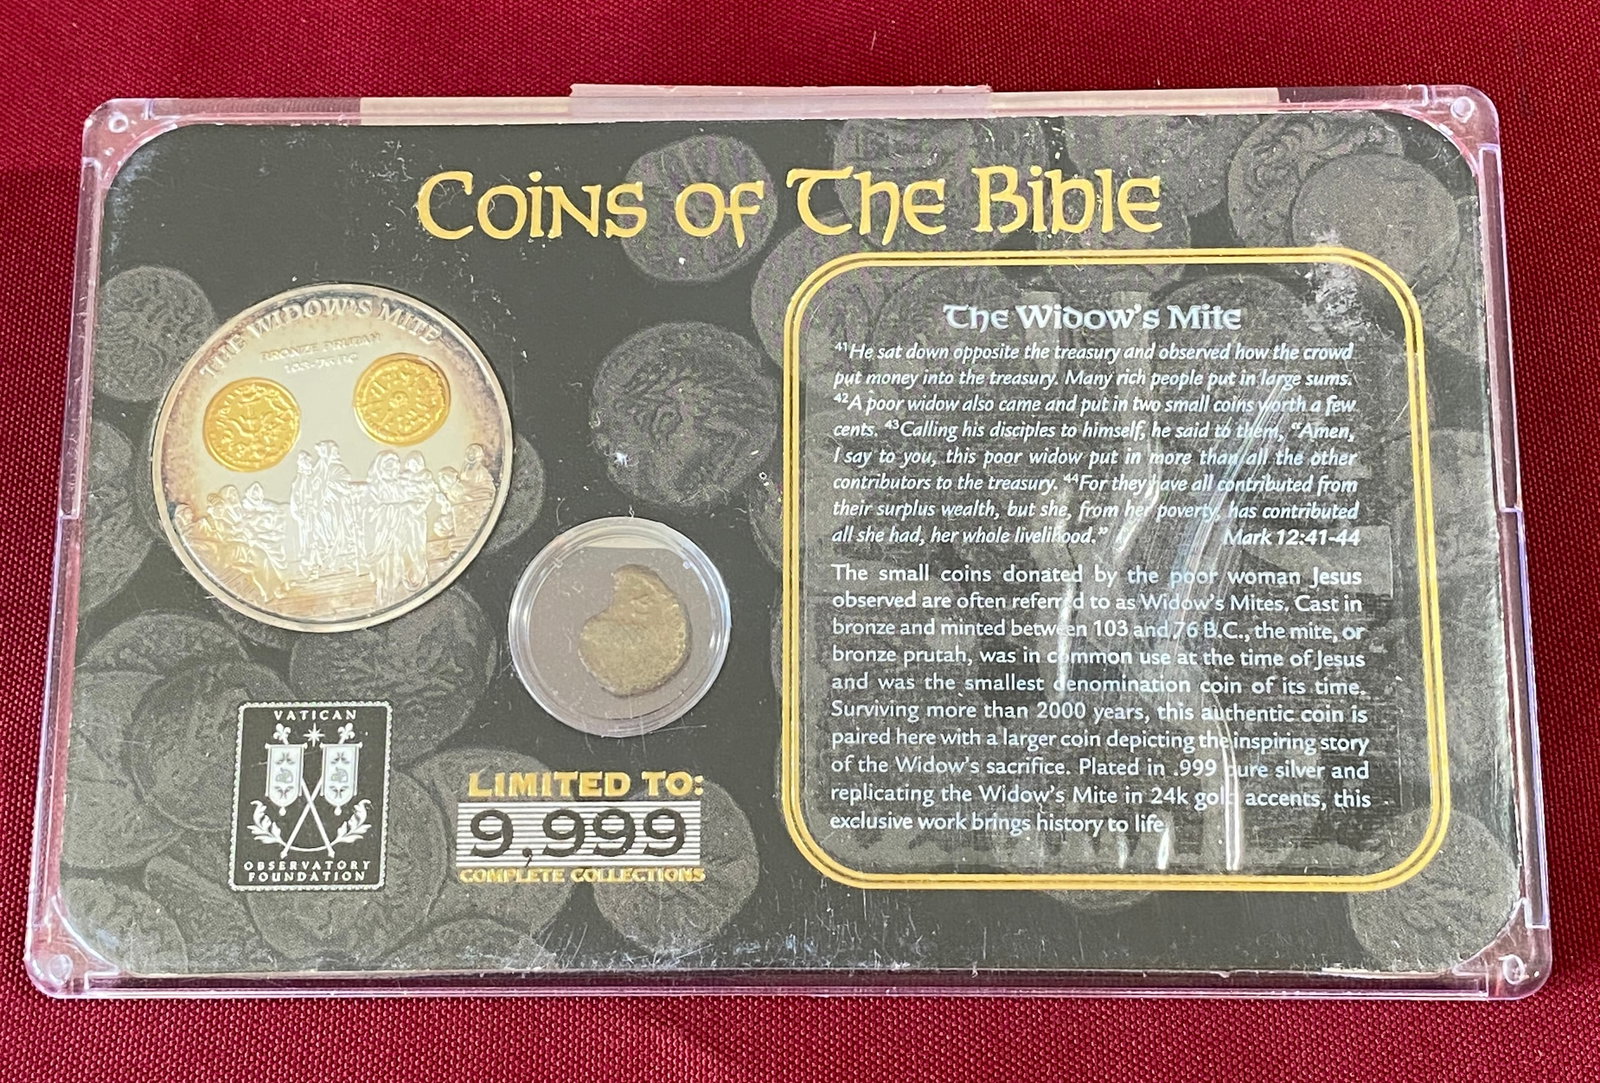 Coins of The Bible
THE WIDOW'S MITE
BRONZE PRUTAH
103-76 BC
The Widow's Mite
⁴¹He sat down opposite the treasury and observed how the crowd
put money into the treasury. Many rich people put in large sums.
⁴²A poor widow also came and put in two small coins worth a few
cents. ⁴³Calling his disciples to himself, he said to them, "Amen,
I say to you, this poor widow put in more than all the other
contributors to the treasury. ⁴⁴For they have all contributed from
their surplus wealth, but she, from her poverty, has contributed
all she had, her whole livelihood." Mark 12:41-44
The small coins donated by the poor woman Jesus
observed are often referred to as Widow's Mites. Cast in
bronze and minted between 103 and 76 B.C., the mite, or
bronze prutah, was in common use at the time of Jesus
and was the smallest denomination coin of its time.
Surviving more than 2000 years, this authentic coin is
paired here with a larger coin depicting the inspiring story
of the Widow's sacrifice. Plated in .999 pure silver and
replicating the Widow's Mite in 24k gold accents, this
exclusive work brings history to life.
VATICAN
OBSERVATORY
FOUNDATION
LIMITED TO:
9,999
COMPLETE COLLECTIONS